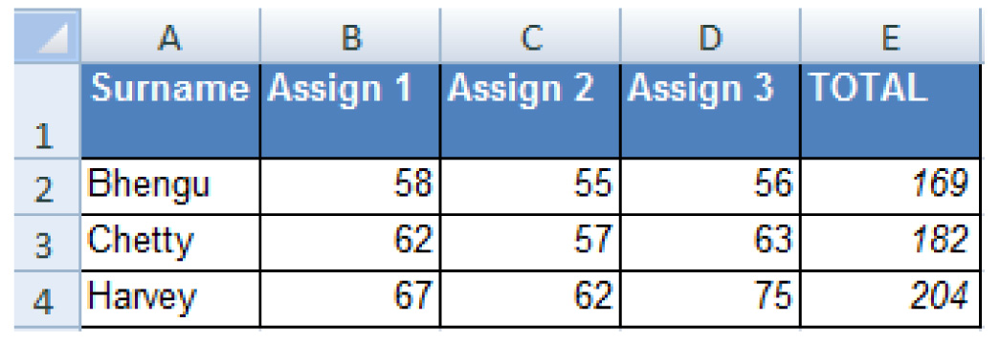 A B C D E
1 Surname Assign 1 Assign 2 Assign 3 TOTAL
2 Bhengu 58 55 56 169
3 Chetty 62 57 63 182
4 Harvey 67 62 75 204